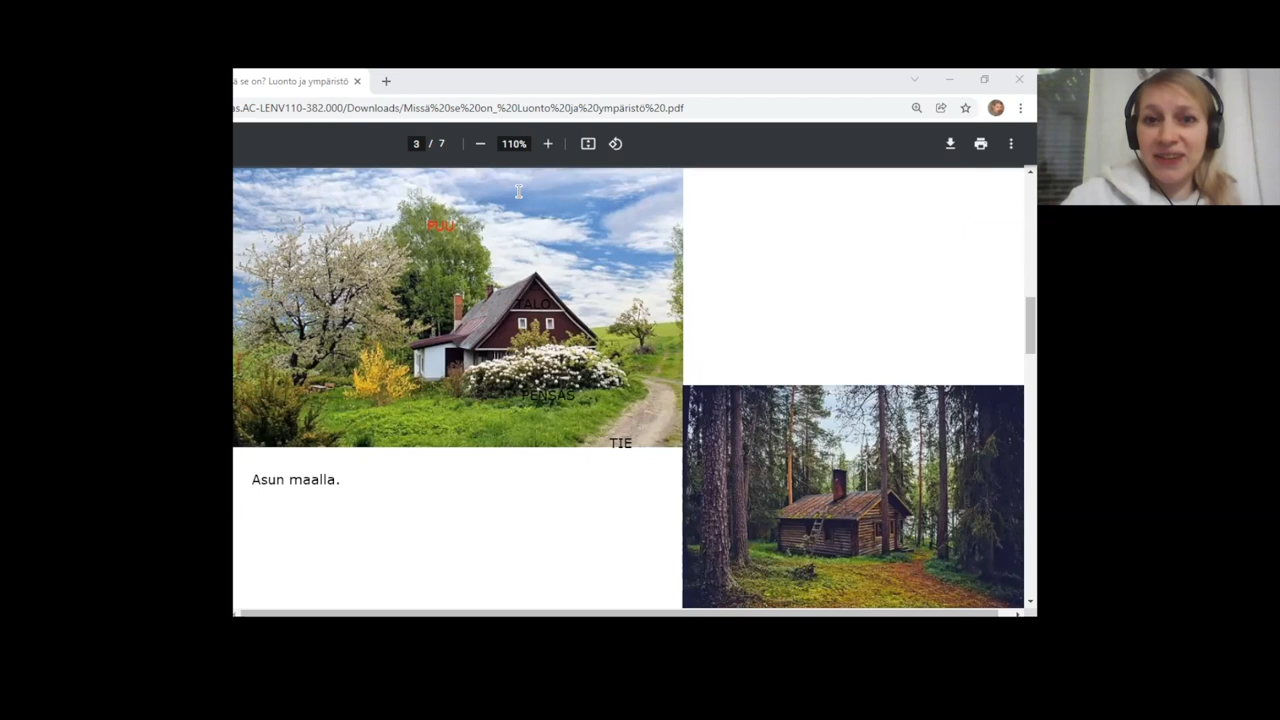 ä se on? Luonto ja ympäristö
as.AC-LENV110-382.000/Downloads/Missä%20se%20on_%20Luonto%20ja%20ympäristö%20.pdf
3 / 7
110%
PUU
TALO
PENSAS
TIE
Asun maalla.